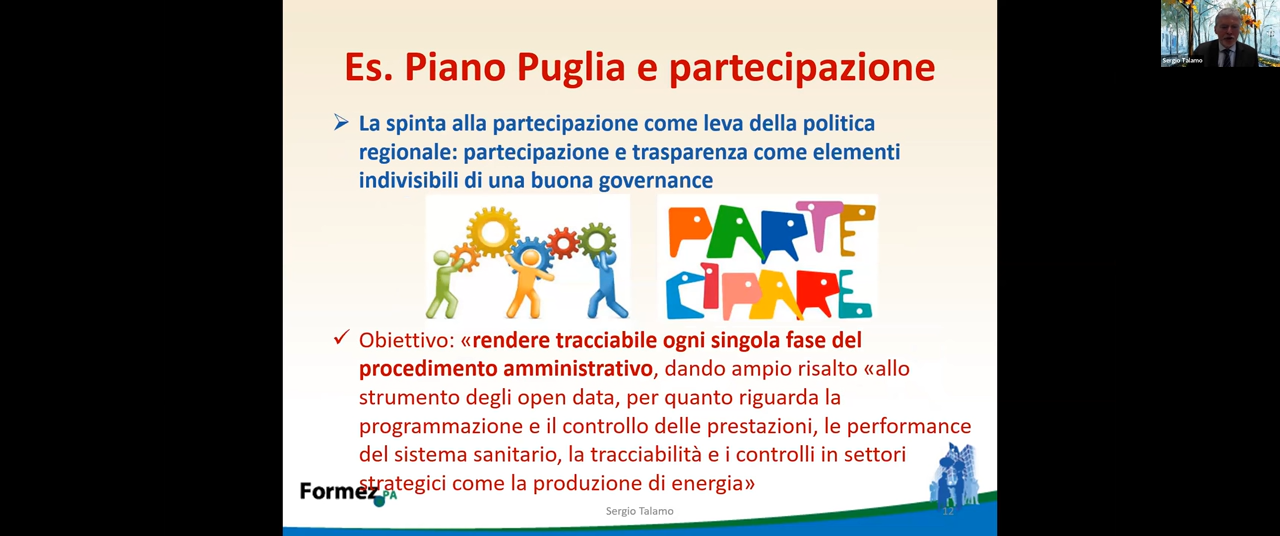 Es. Piano Puglia e partecipazione
La spinta alla partecipazione come leva della politica
regionale: partecipazione e trasparenza come elementi
indivisibili di una buona governance
PARTE
CIPARE
Obiettivo: «rendere tracciabile ogni singola fase del
procedimento amministrativo, dando ampio risalto «allo
strumento degli open data, per quanto riguarda la
programmazione e il controllo delle prestazioni, le performance
del sistema sanitario, la tracciabilità e i controlli in settori
strategici come la produzione di energia»
Formez PA
Sergio Talamo
12
Sergio Talamo